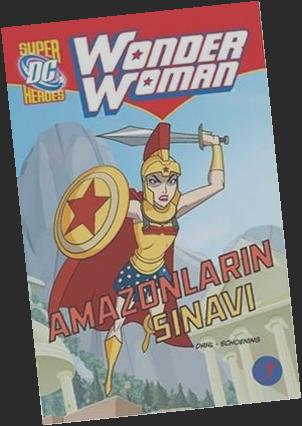 SUPER
DC
HEROES
WONDER
WOMAN
AMAZONLARIN
SINAVI
DAHL - SCHOENING